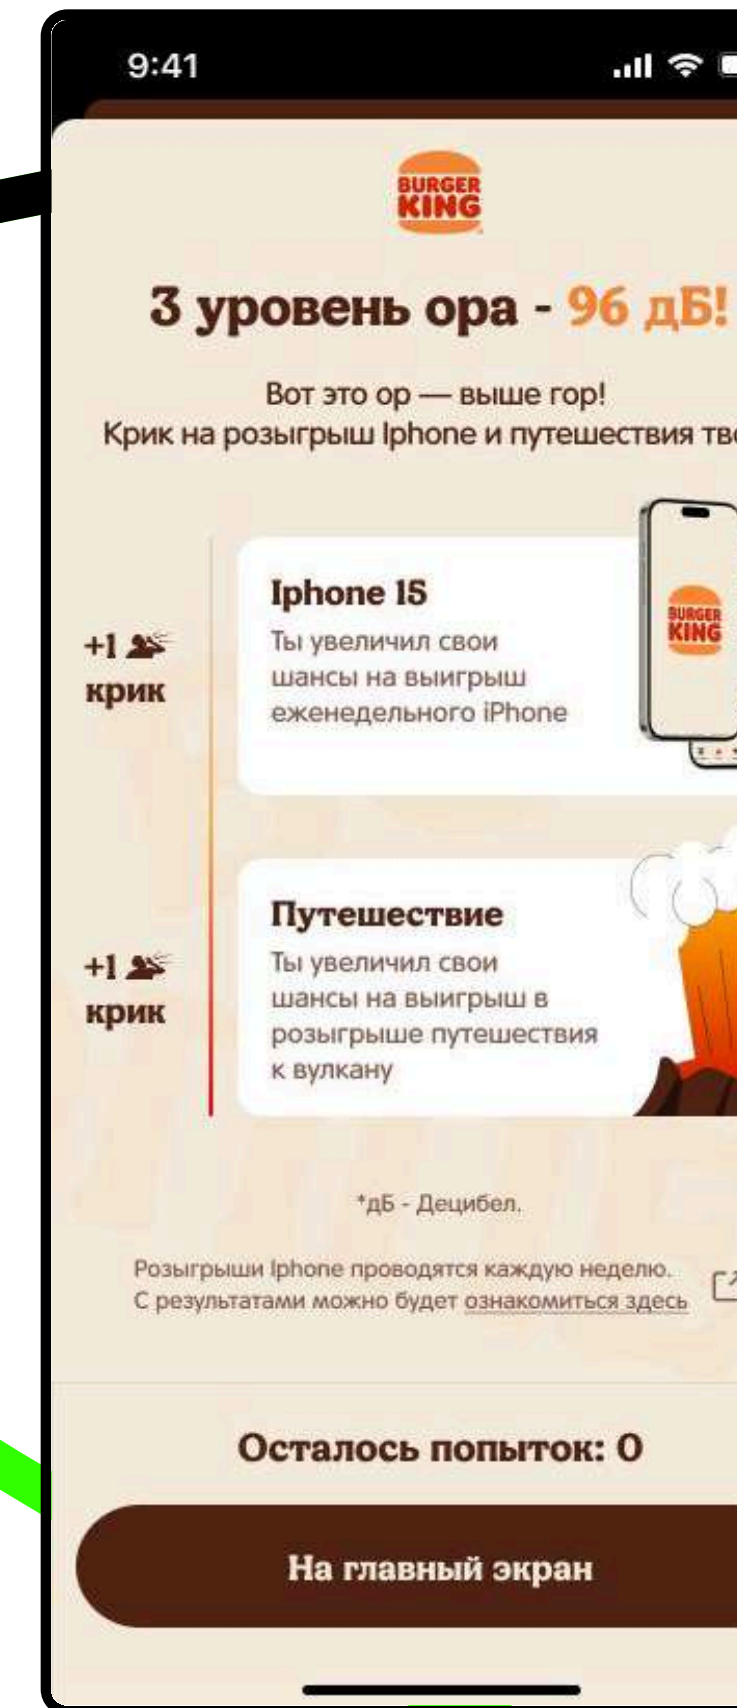 9:41
BURGER
KING
3 уровень ора - 96 дБ!
Вот это ор — выше гор!
Крик на розыгрыш Iphone и путешествия
Iphone 15
Ты увеличил свои
шансы на выигрыш
еженедельного iPhone
+1
крик
BURGER
KING
Путешествие
Ты увеличил свои
шансы на выигрыш в
розыгрыше путешествия
к вулкану
+1
крик
*дБ - Децибел.
Розыгрыши Iphone проводятся каждую неделю.
С результатами можно будет ознакомиться здесь
Осталось попыток: 0
На главный экран